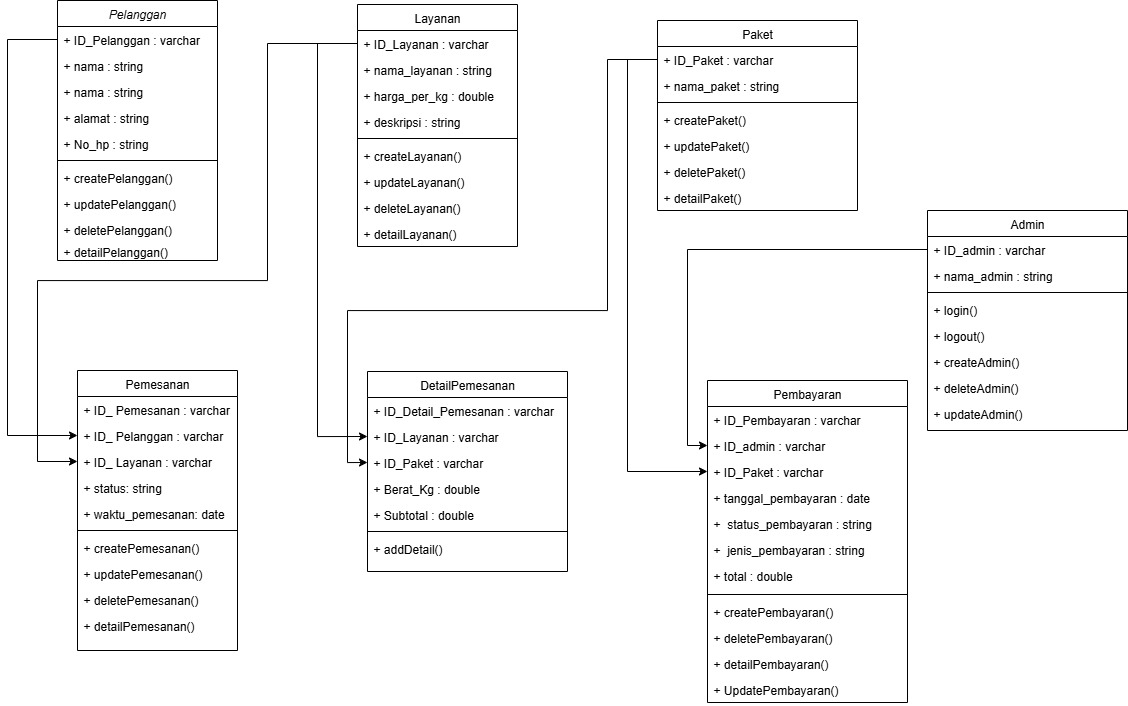 Pelanggan
+ ID_Pelanggan : varchar
+ nama : string
+ nama : string
+ alamat : string
+ No_hp : string
+ createPelanggan()
+ updatePelanggan()
+ deletePelanggan()
+ detailPelanggan()
Layanan
+ ID_Layanan : varchar
+ nama_layanan : string
+ harga_per_kg : double
+ deskripsi : string
+ createLayanan()
+ updateLayanan()
+ deleteLayanan()
+ detailLayanan()
Paket
+ ID_Paket : varchar
+ nama_paket : string
+ createPaket()
+ updatePaket()
+ deletePaket()
+ detailPaket()
Admin
+ ID_admin : varchar
+ nama_admin : string
+ login()
+ logout()
+ createAdmin()
+ deleteAdmin()
+ updateAdmin()
Pemesanan
+ ID_ Pemesanan : varchar
+ ID_ Pelanggan : varchar
+ ID_ Layanan : varchar
+ status: string
+ waktu_pemesanan: date
+ createPemesanan()
+ updatePemesanan()
+ deletePemesanan()
+ detailPemesanan()
DetailPemesanan
+ ID_Detail_Pemesanan : varchar
+ ID_Layanan : varchar
+ ID_Paket : varchar
+ Berat_Kg : double
+ Subtotal : double
+ addDetail()
Pembayaran
+ ID_Pembayaran : varchar
+ ID_admin : varchar
+ ID_Paket : varchar
+ tanggal_pembayaran : date
+ status_pembayaran : string
+ jenis_pembayaran : string
+ total : double
+ createPembayaran()
+ deletePembayaran()
+ detailPembayaran()
+ UpdatePembayaran()